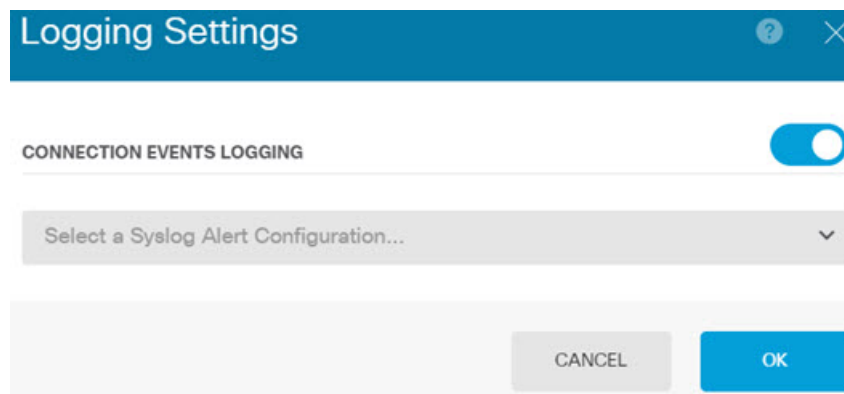 Logging Settings
?
CONNECTION EVENTS LOGGING
Select a Syslog Alert Configuration...
CANCEL OK